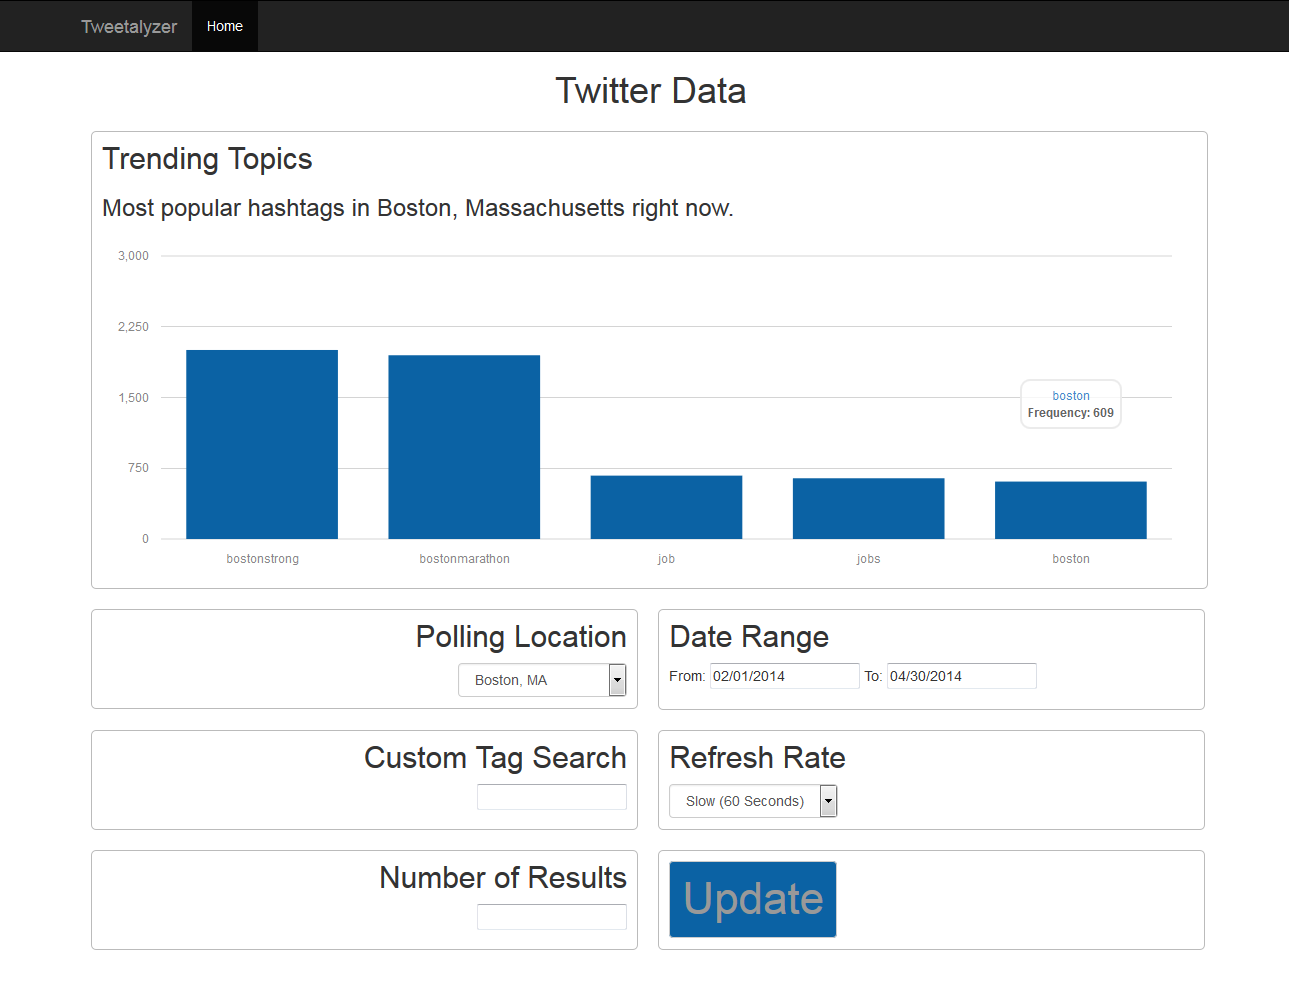 Tweetalyzer Home
Twitter Data
Trending Topics
Most popular hashtags in Boston, Massachusetts right now.
3,000
2,250
1,500
750
0
boston
Frequency: 609
bostonstrong bostonmarathon job jobs boston
Polling Location
Boston, MA
Date Range
From: 02/01/2014 To: 04/30/2014
Custom Tag Search
Refresh Rate
Slow (60 Seconds)
Number of Results
Update